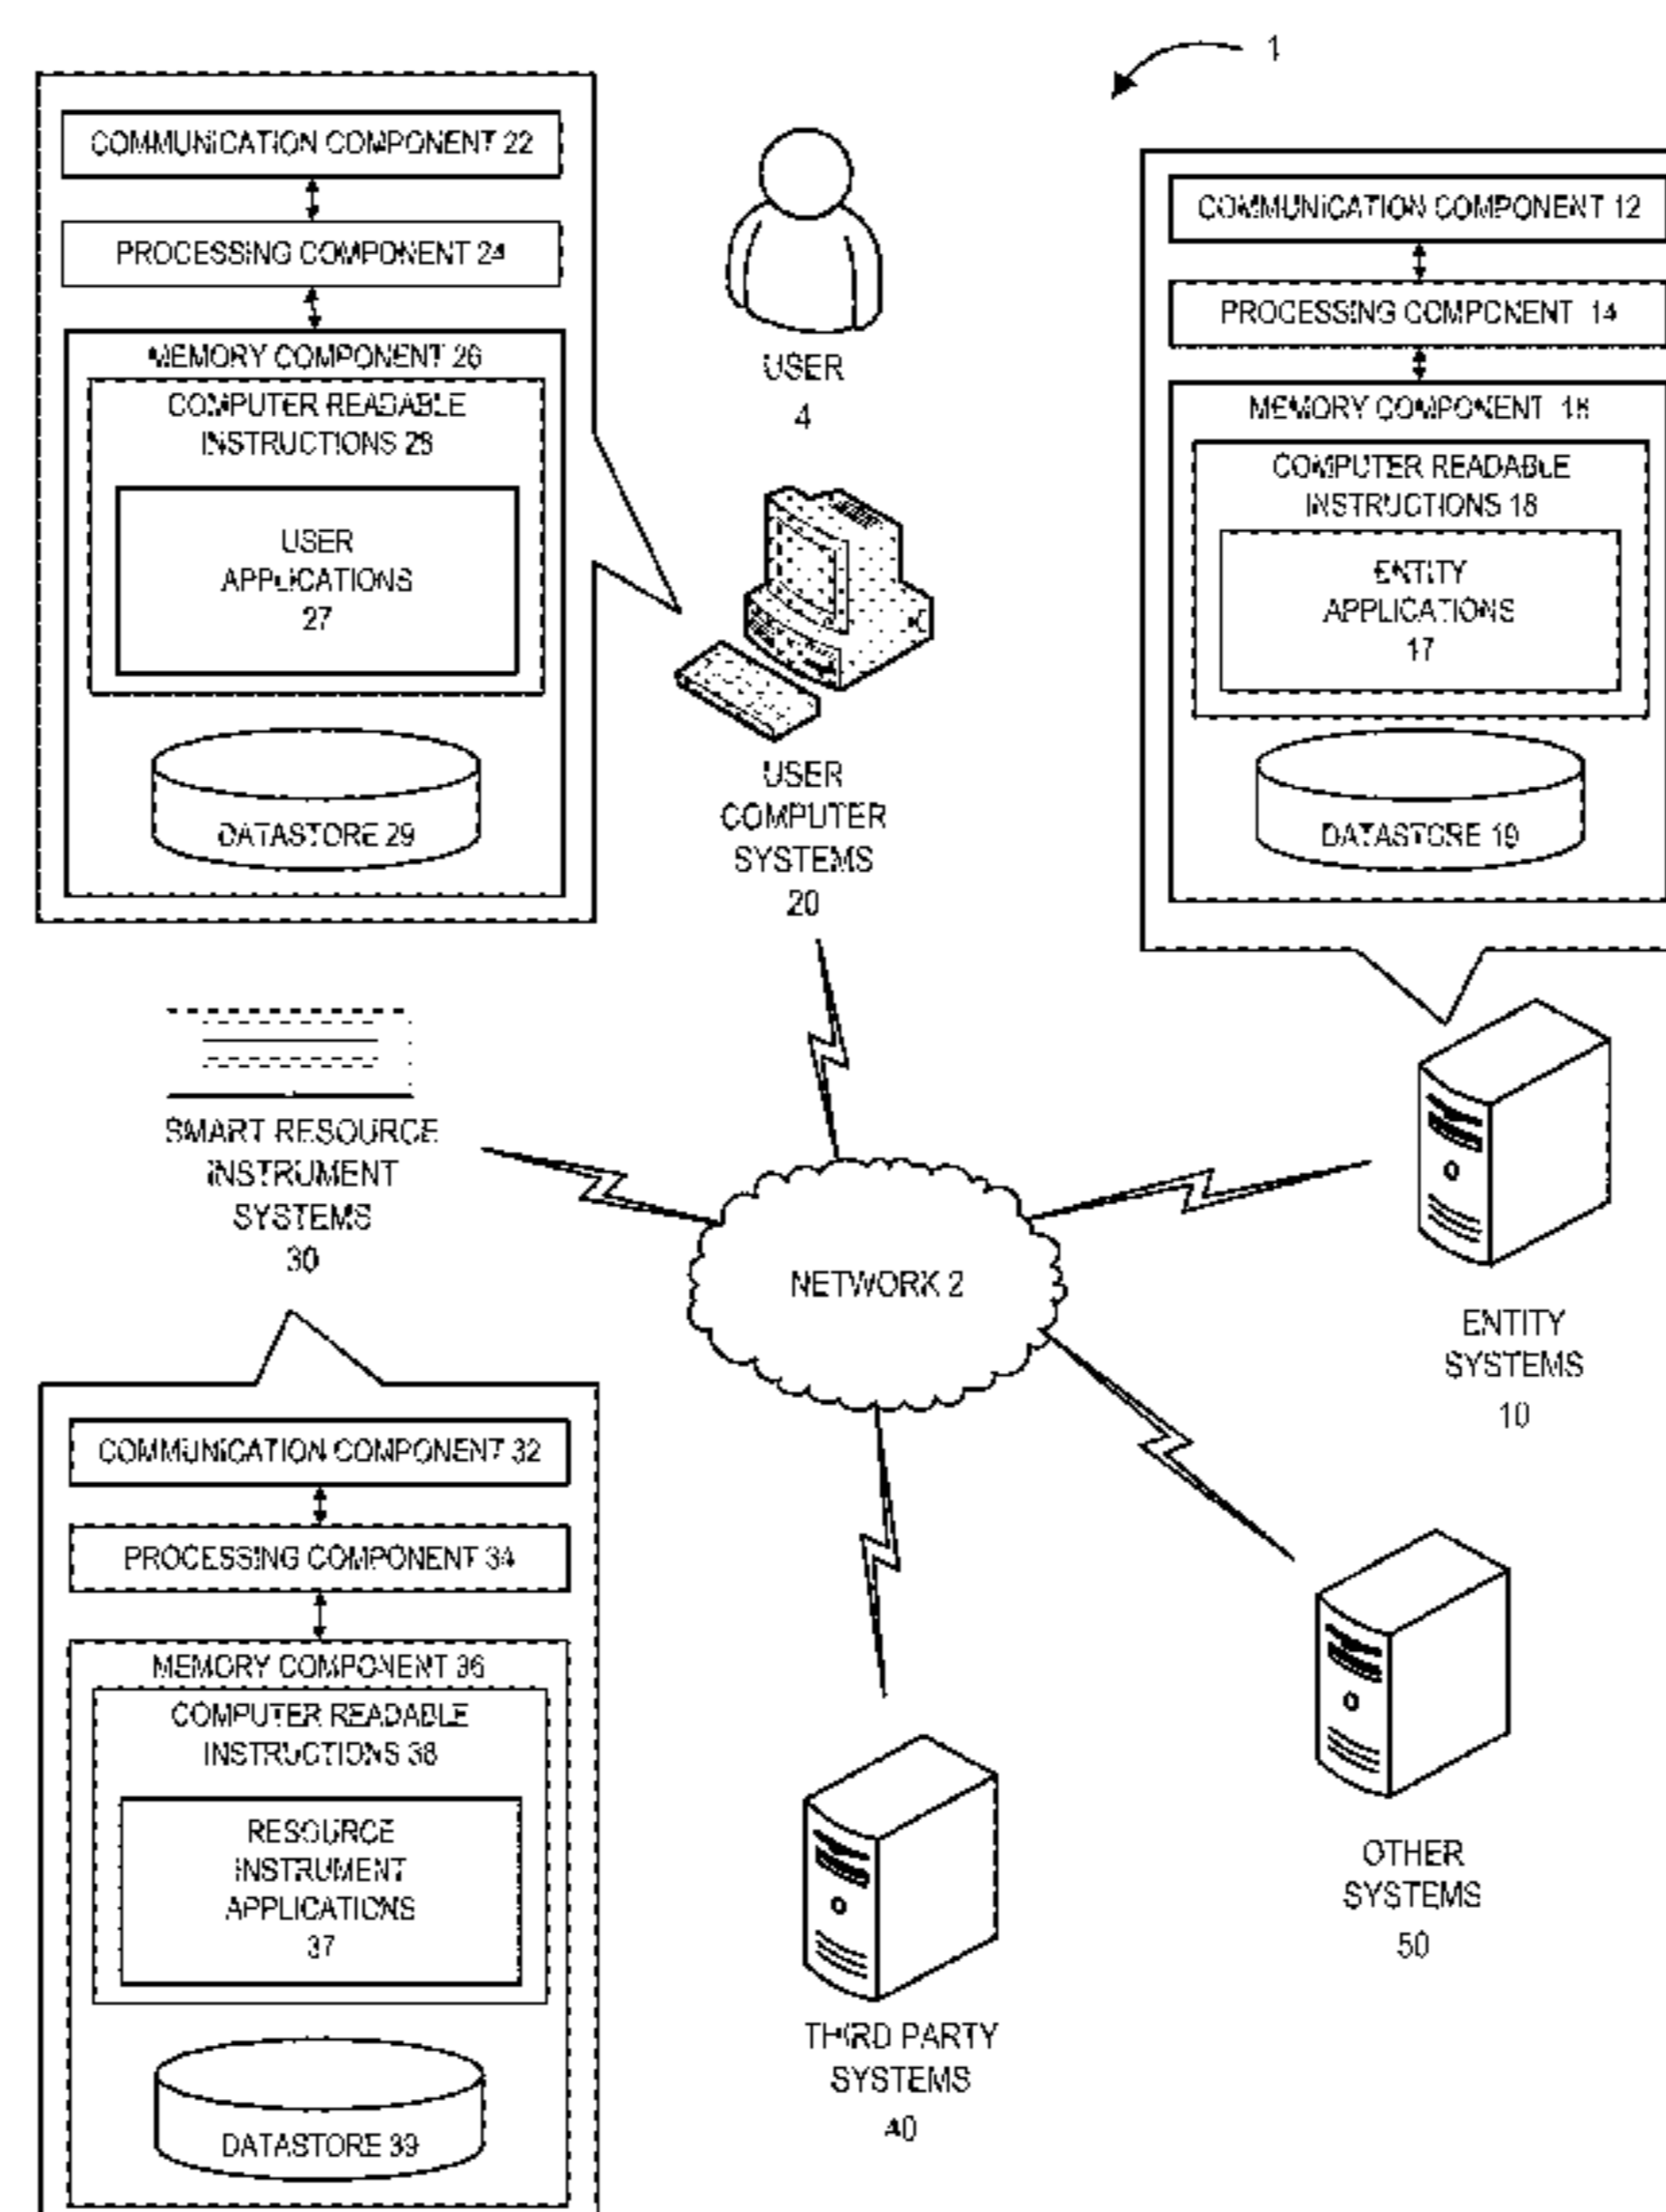 1
COMMUNICATION COMPONENT 22
PROCESSING COMPONENT 24
MEMORY COMPONENT 26
COMPUTER READABLE
INSTRUCTIONS 28
USER
APPLICATIONS
27
DATASTORE 29
USER
4
USER
COMPUTER
SYSTEMS
20
COMMUNICATION COMPONENT 12
PROCESSING COMPONENT 14
MEMORY COMPONENT
COMPUTER READABLE
INSTRUCTIONS 18
ENTITY
APPLICATIONS
17
DATASTORE 19
SMART RESOURCE
INSTRUMENT
SYSTEMS
30
NETWORK 2
ENTITY
SYSTEMS
10
COMMUNICATION COMPONENT 32
PROCESSING COMPONENT 34
MEMORY COMPONENT 36
COMPUTER READABLE
INSTRUCTIONS 38
RESOURCE
INSTRUMENT
APPLICATIONS
37
DATASTORE 39
THIRD PARTY
SYSTEMS
40
OTHER
SYSTEMS
50